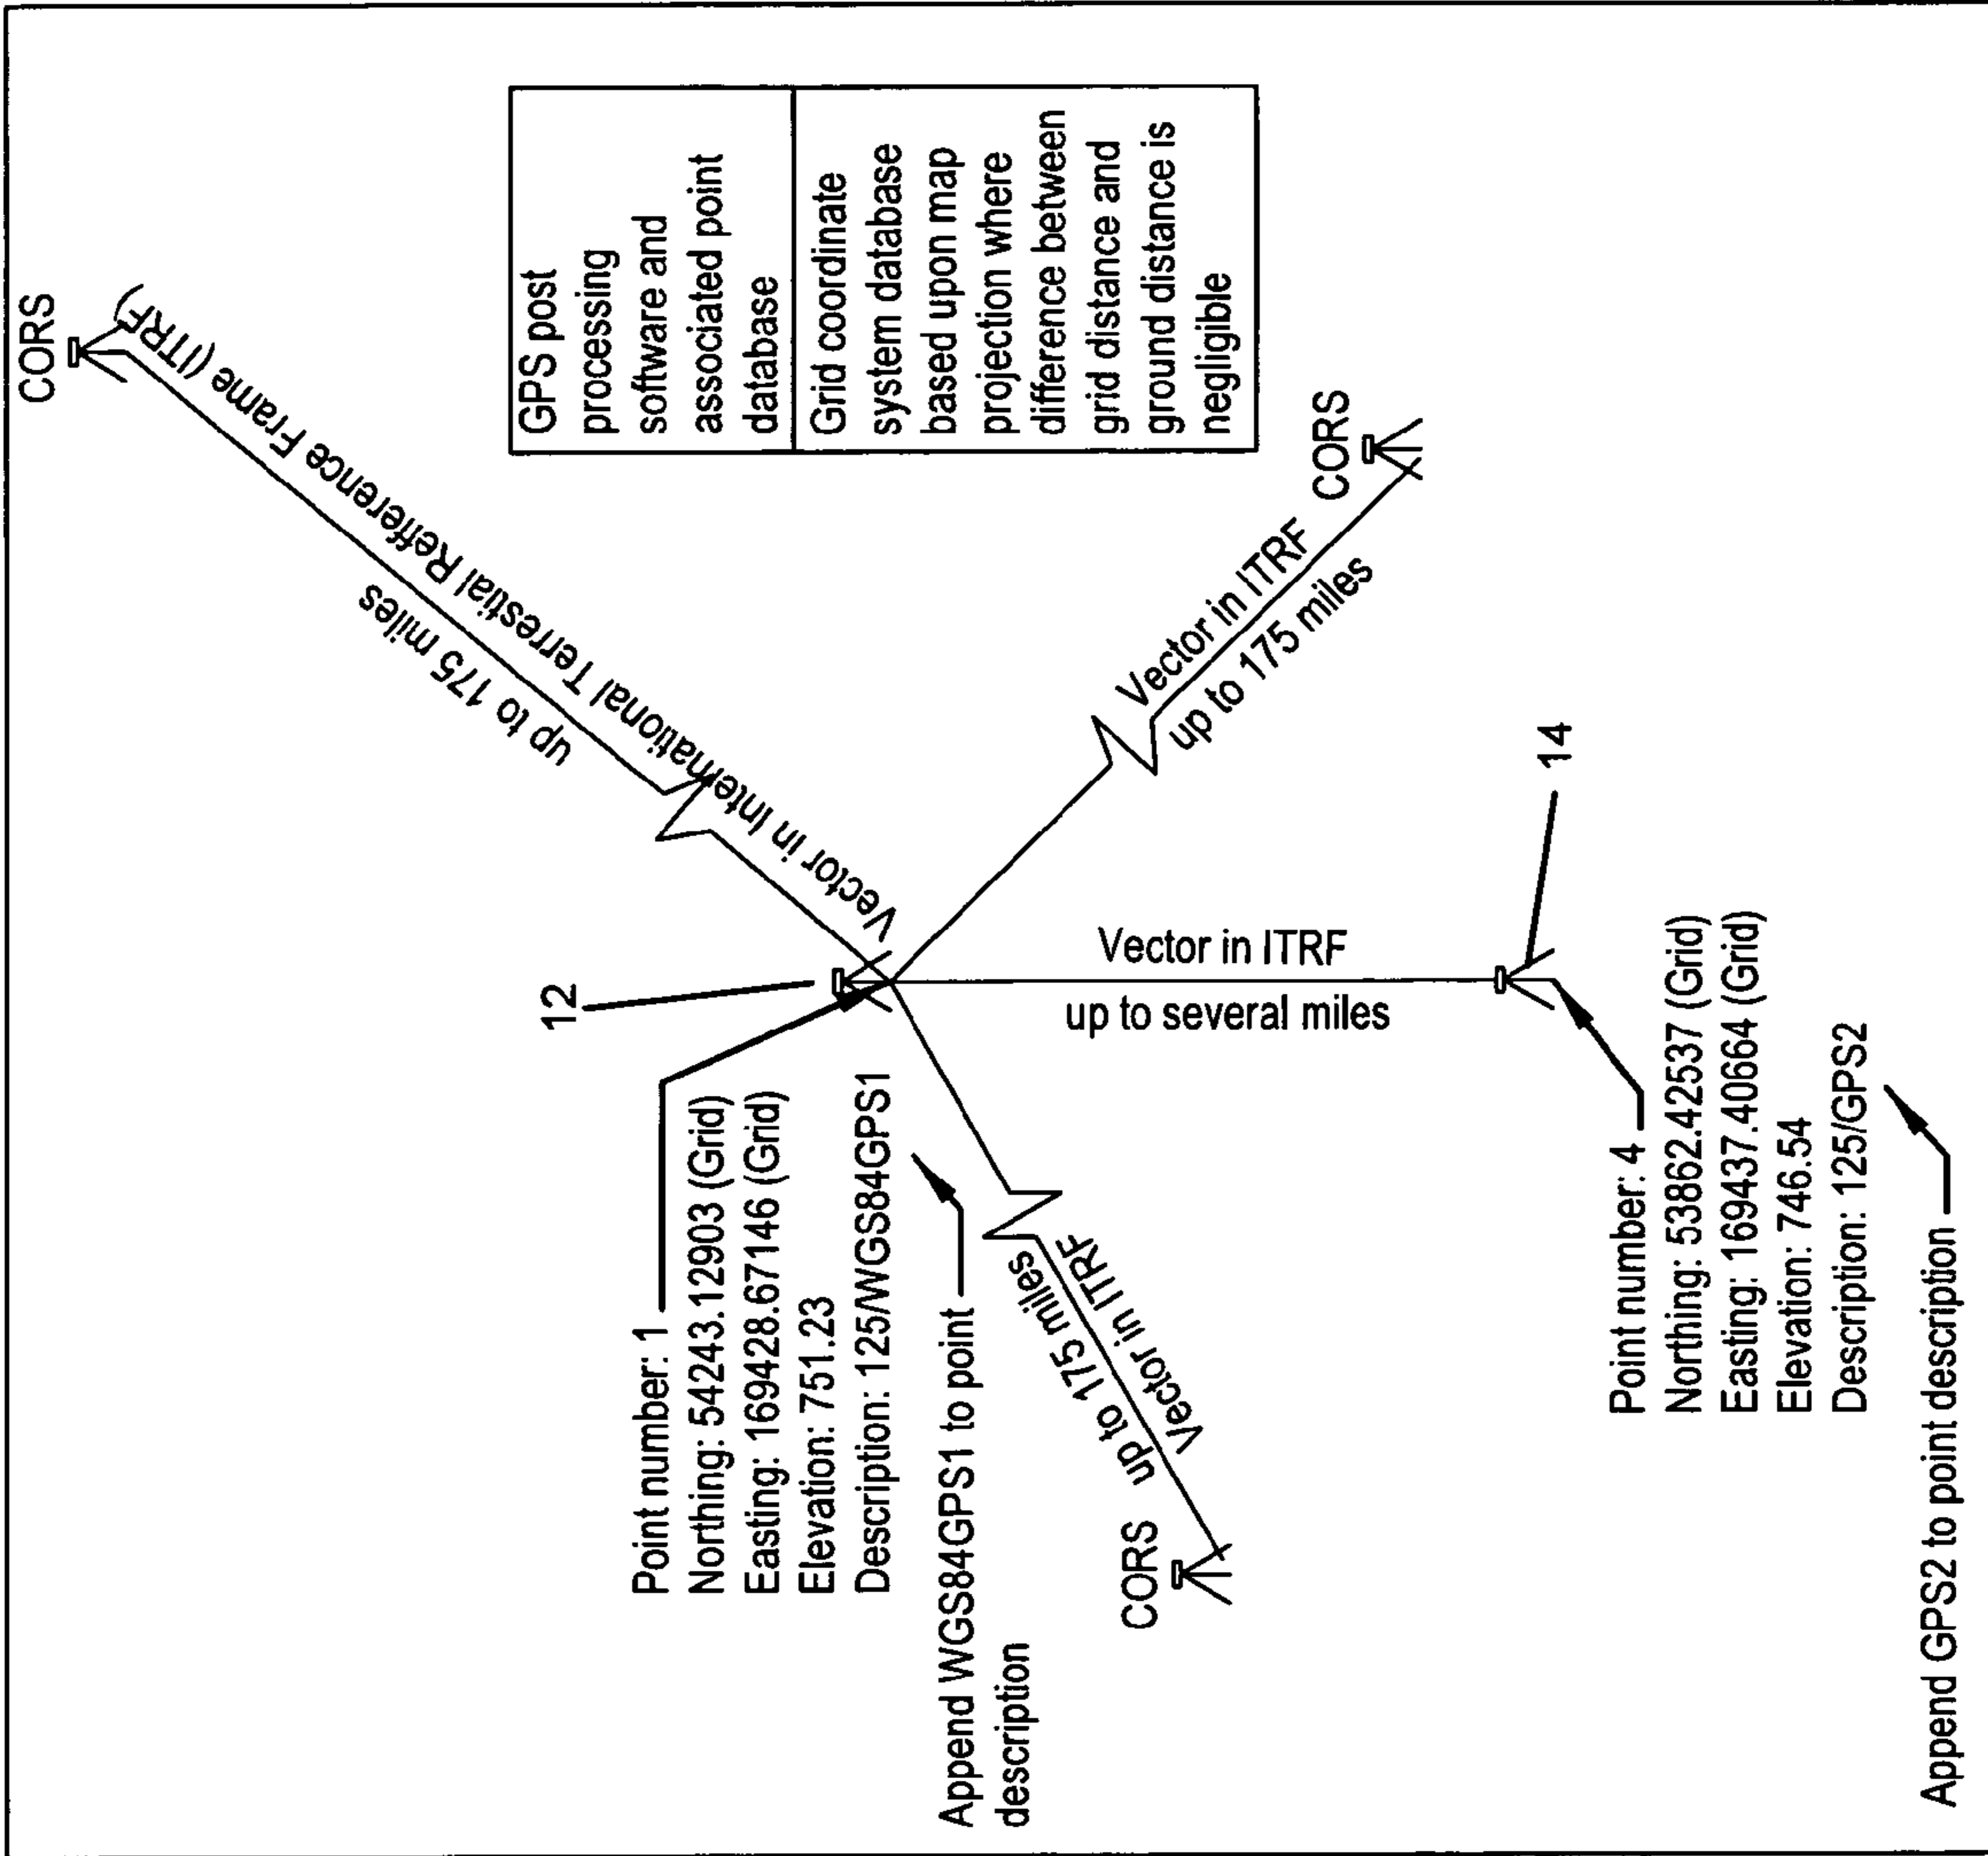 CORS
Vector in International Terrestial Refference Frame (ITRF)
up to 175 miles
GPS post
processing
software and
associated point
database
Grid coordinate
system database
based upon map
projection where
difference between
grid distance and
ground distance is
negligible
CORS
Vector in ITRF
up to 175 miles
12
Point number: 1
Northing: 54243.12903 (Grid)
Easting: 169428.67146 (Grid)
Elevation: 751.23
Description: 125/WGS84GPS1
Append WGS84GPS1 to point
description
Vector in ITRF
up to several miles
14
CORS
up to 175 miles
Vector in ITRF
Point number: 4
Northing: 53862.42537 (Grid)
Easting: 169437.40664 (Grid)
Elevation: 746.54
Description: 125/GPS2
Append GPS2 to point description